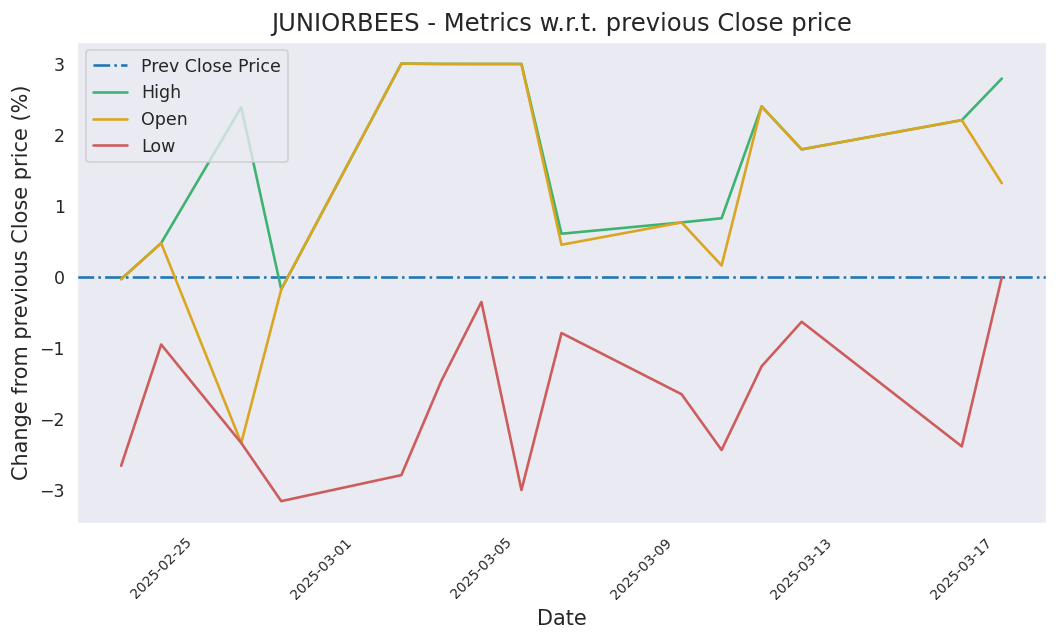 JUNIORBEES - Metrics w.r.t. previous Close price
Prev Close Price
High
Open
Low
Change from previous Close price (%)
3
2
1
0
−1
−2
−3
2025-02-25
2025-03-01
2025-03-05
2025-03-09
2025-03-13
2025-03-17
Date